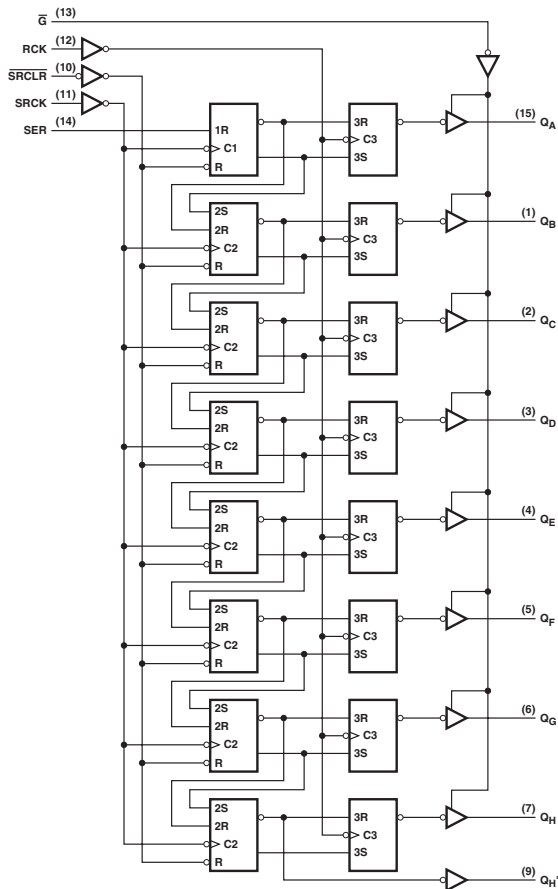 G (13)
RCK (12)
SRCLR (10)
SRCK (11)
SER (14)
1R
C1
R
3R
C3
3S
(15) QA
2S
2R
C2
R
3R
C3
3S
(1) QB
2S
2R
C2
R
3R
C3
3S
(2) QC
2S
2R
C2
R
3R
C3
3S
(3) QD
2S
2R
C2
R
3R
C3
3S
(4) QE
2S
2R
C2
R
3R
C3
3S
(5) QF
2S
2R
C2
R
3R
C3
3S
(6) QG
2S
2R
C2
R
3R
C3
3S
(7) QH
(9) QH'